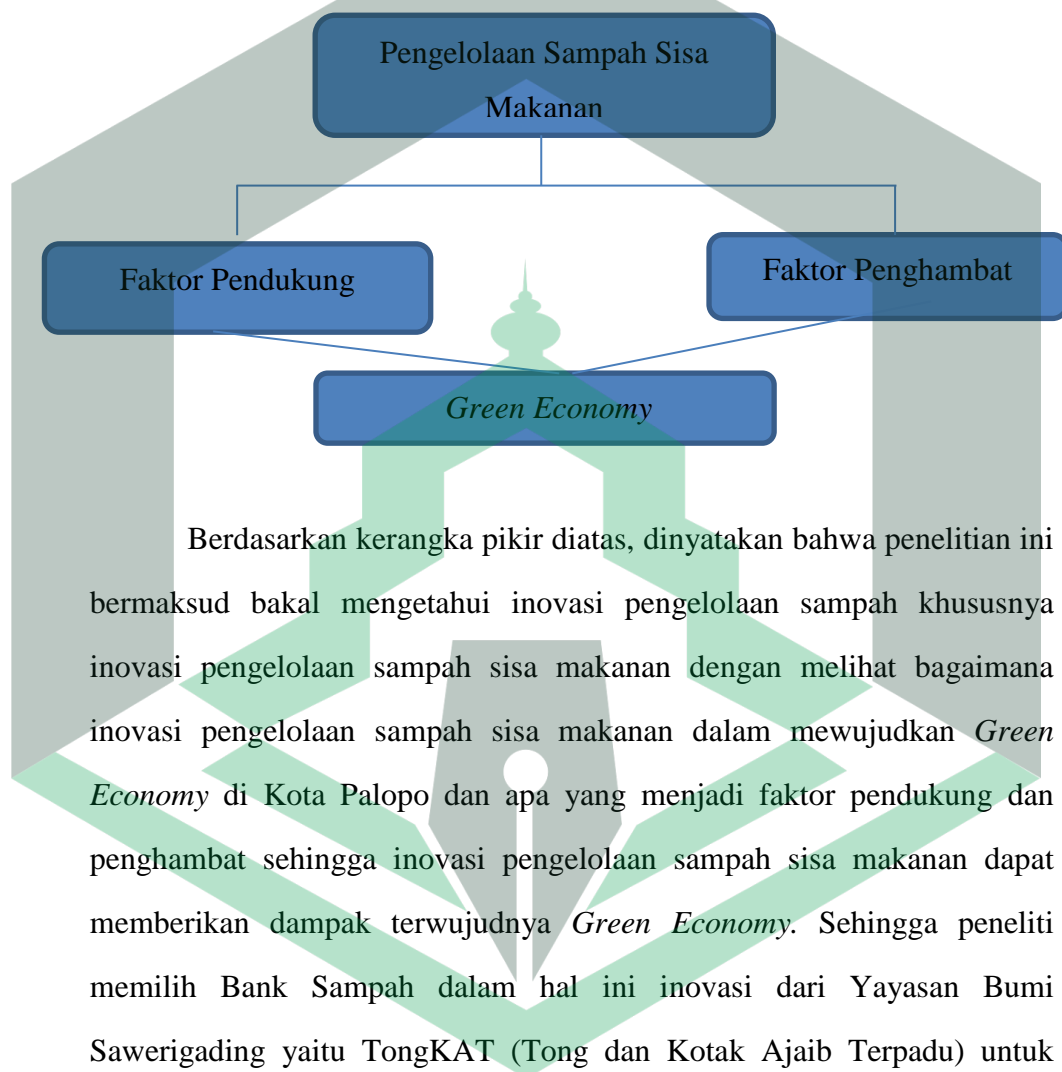 Pengelolaan Sampah Sisa
Makanan
Faktor Pendukung
Faktor Penghambat
Green Economy
Berdasarkan kerangka pikir diatas, dinyatakan bahwa penelitian ini
bermaksud bakal mengetahui inovasi pengelolaan sampah khususnya
inovasi pengelolaan sampah sisa makanan dengan melihat bagaimana
inovasi pengelolaan sampah sisa makanan dalam mewujudkan Green
Economy di Kota Palopo dan apa yang menjadi faktor pendukung dan
penghambat sehingga inovasi pengelolaan sampah sisa makanan dapat
memberikan dampak terwujudnya Green Economy. Sehingga peneliti
memilih Bank Sampah dalam hal ini inovasi dari Yayasan Bumi
Sawerigading yaitu TongKAT (Tong dan Kotak Ajaib Terpadu) untuk